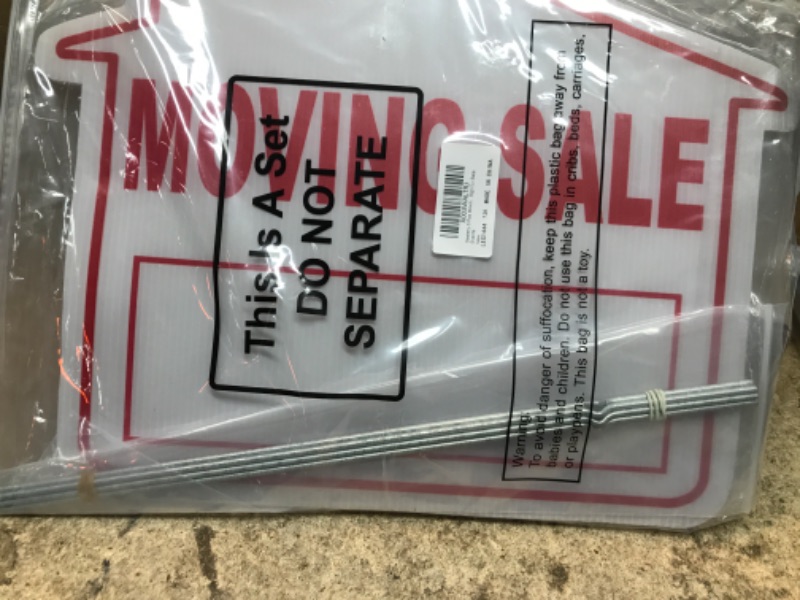 MOVING SALE
This Is A Set
DO NOT
SEPARATE
Warning:
To avoid danger of suffocation, keep this plastic bag away from
babies and children. Do not use this bag in cribs, beds, carriages,
or playpens. This bag is not a toy.